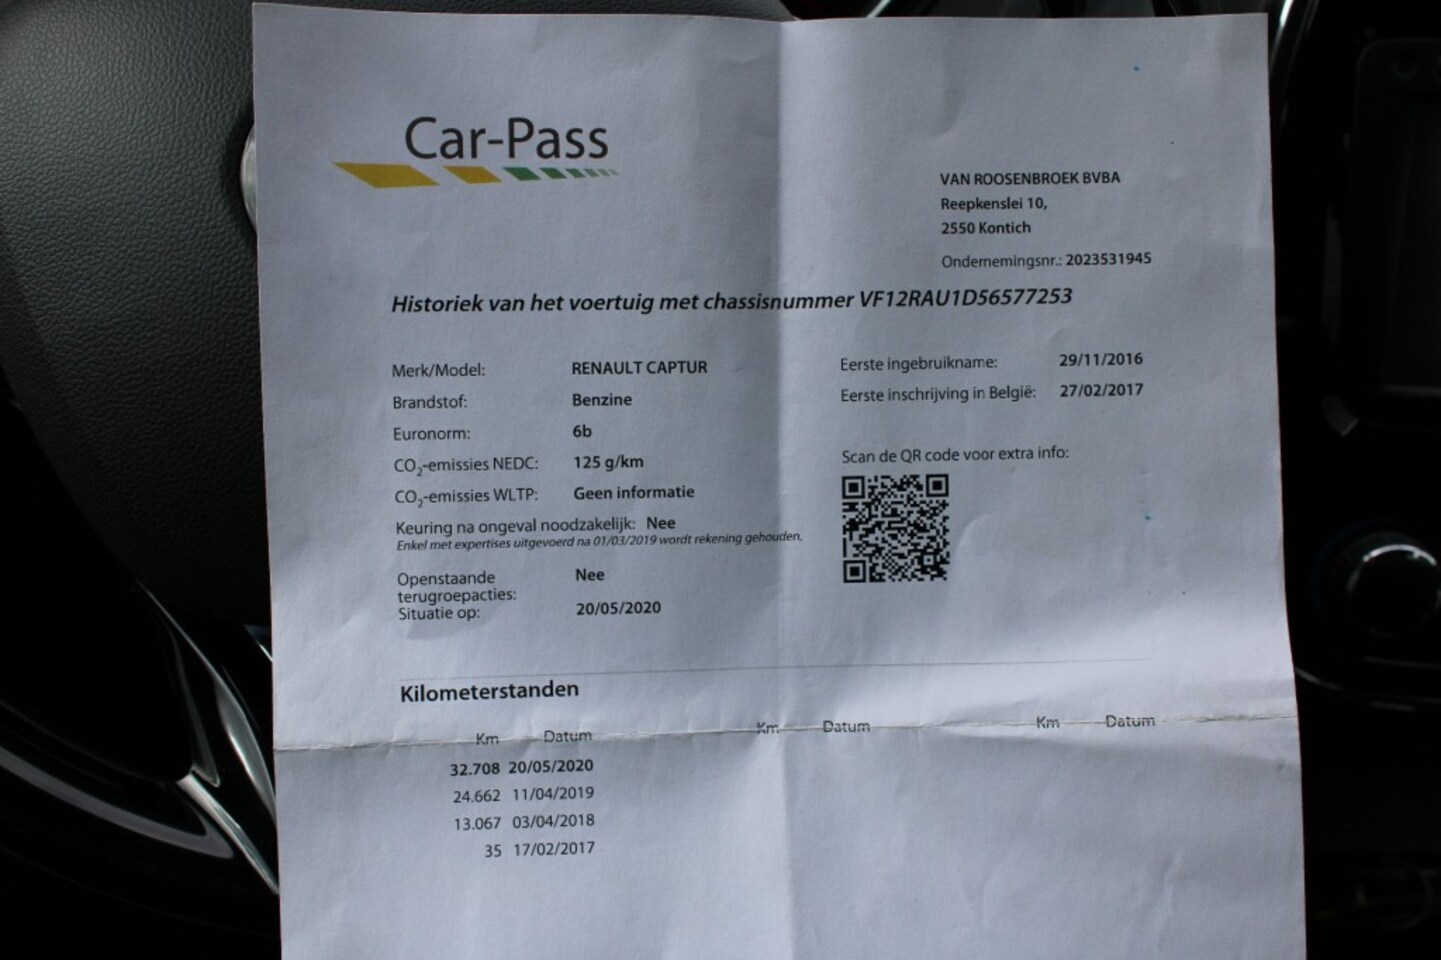 Car-Pass
VAN ROOSENBROEK BVBA
Reepkenslei 10,
2550 Kontich
Ondernemingsnr.: 2023531945
Historiek van het voertuig met chassisnummer VF12RAU1D56577253
Merk/Model: RENAULT CAPTUR
Brandstof: Benzine
Euronorm: 6b
CO2-emissies NEDC: 125 g/km
CO2-emissies WLTP: Geen informatie
Keuring na ongeval noodzakelijk: Nee
Enkel met expertises uitgevoerd na 01/03/2019 wordt rekening gehouden.
Openstaande Nee
terugroepacties:
Situatie op: 20/05/2020
Eerste ingebruikname: 29/11/2016
Eerste inschrijving in België: 27/02/2017
Scan de QR code voor extra info:
Kilometerstanden
Km Datum Km Datum Km Datum
32.708 20/05/2020
24.662 11/04/2019
13.067 03/04/2018
35 17/02/2017